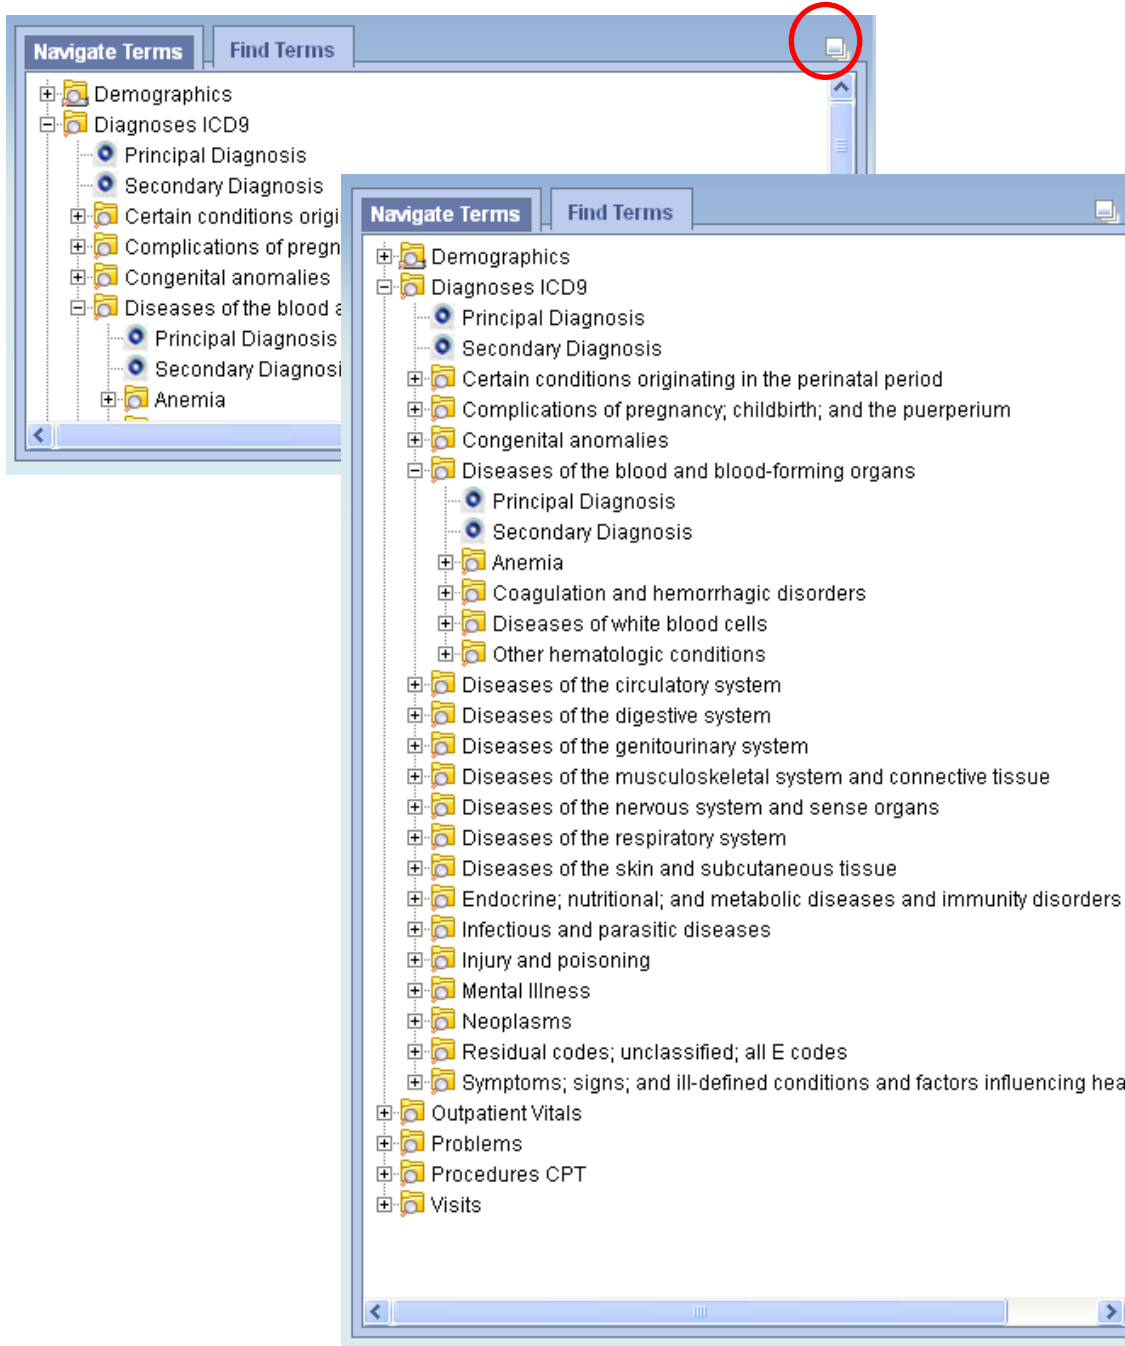 Navigate Terms
Find Terms
Demographics
Diagnoses ICD9
Principal Diagnosis
Secondary Diagnosis
Certain conditions origi
Complications of pregn
Congenital anomalies
Diseases of the blood
Principal Diagnosis
Secondary Diagnosi
Anemia
Navigate Terms
Find Terms
Demographics
Diagnoses ICD9
Principal Diagnosis
Secondary Diagnosis
Certain conditions originating in the perinatal period
Complications of pregnancy; childbirth; and the puerperium
Congenital anomalies
Diseases of the blood and blood-forming organs
Principal Diagnosis
Secondary Diagnosis
Anemia
Coagulation and hemorrhagic disorders
Diseases of white blood cells
Other hematologic conditions
Diseases of the circulatory system
Diseases of the digestive system
Diseases of the genitourinary system
Diseases of the musculoskeletal system and connective tissue
Diseases of the nervous system and sense organs
Diseases of the respiratory system
Diseases of the skin and subcutaneous tissue
Endocrine; nutritional; and metabolic diseases and immunity disorders
Infectious and parasitic diseases
Injury and poisoning
Mental Illness
Neoplasms
Residual codes; unclassified; all E codes
Symptoms; signs; and ill-defined conditions and factors influencing hea
Outpatient Vitals
Problems
Procedures CPT
Visits